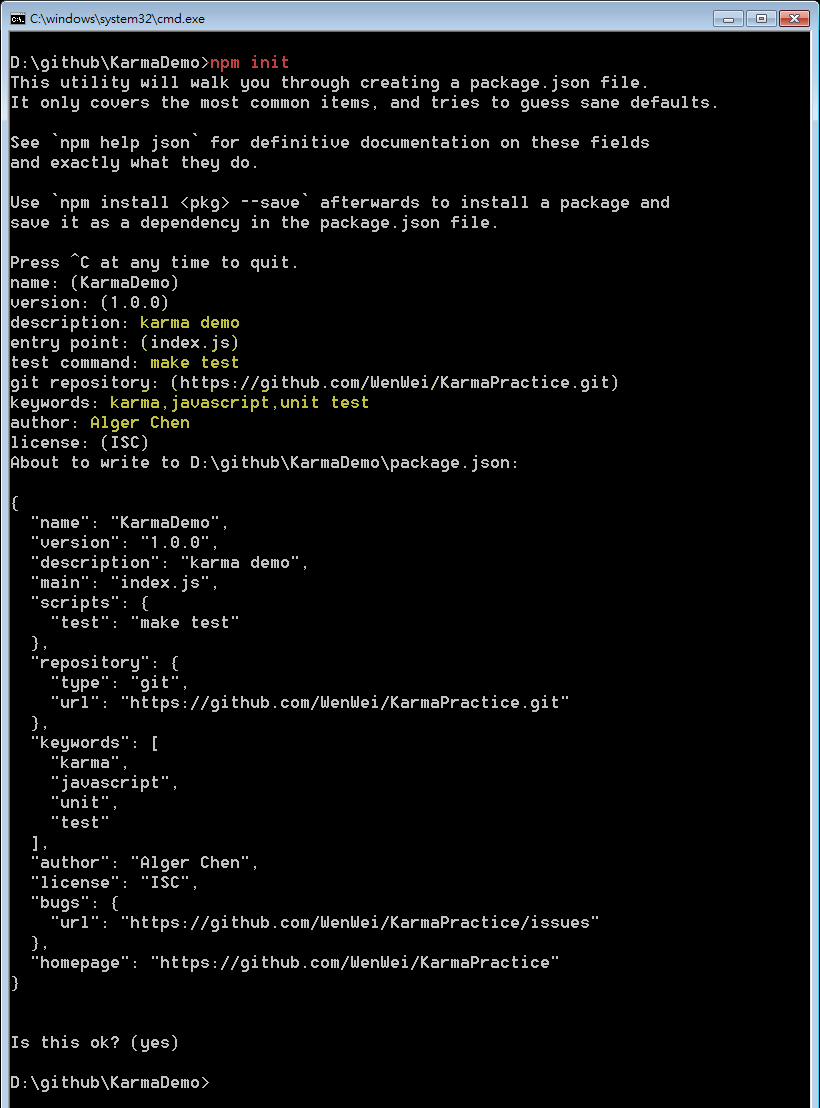 C:\windows\system32\cmd.exe
D:\github\KarmaDemo>npm init
This utility will walk you through creating a package.json file.
It only covers the most common items, and tries to guess sane defaults.
See `npm help json` for definitive documentation on these fields
and exactly what they do.
Use `npm install <pkg> --save` afterwards to install a package and
save it as a dependency in the package.json file.
Press ^C at any time to quit.
name: (KarmaDemo)
version: (1.0.0)
description: karma demo
entry point: (index.js)
test command: make test
git repository: (https://github.com/WenWei/KarmaPractice.git)
keywords: karma,javascript,unit test
author: Alger Chen
license: (ISC)
About to write to D:\github\KarmaDemo\package.json:
{
  "name": "KarmaDemo",
  "version": "1.0.0",
  "description": "karma demo",
  "main": "index.js",
  "scripts": {
    "test": "make test"
  },
  "repository": {
    "type": "git",
    "url": "https://github.com/WenWei/KarmaPractice.git"
  },
  "keywords": [
    "karma",
    "javascript",
    "unit",
    "test"
  ],
  "author": "Alger Chen",
  "license": "ISC",
  "bugs": {
    "url": "https://github.com/WenWei/KarmaPractice/issues"
  },
  "homepage": "https://github.com/WenWei/KarmaPractice"
}
Is this ok? (yes)
D:\github\KarmaDemo>